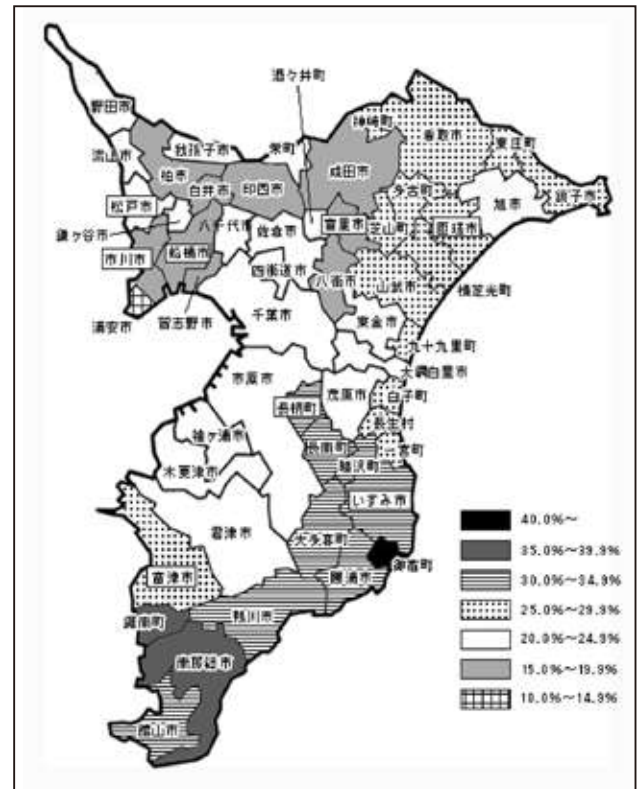 酒々井町
野田市
栄町
神崎町
香取市
東庄町
流山市
我孫子市
成田市
柏市
白井市
印西市
多古町
旭市
銚子市
松戸市
八千代市
佐倉市
富里市
芝山町
匝瑳市
鎌ヶ谷市
船橋市
市川市
四街道市
八街市
山武市
横芝光町
浦安市
習志野市
千葉市
東金市
九十九里町
大網白里市
市原市
茂原市
白子町
長柄町
長生村
袖ヶ浦市
長南町
一宮町
睦沢町
木更津市
いすみ市
君津市
大多喜町
御宿町
勝浦市
富津市
鴨川市
鋸南町
南房総市
館山市
40.0%～
35.0%～39.9%
30.0%～34.9%
25.0%～29.9%
20.0%～24.9%
15.0%～19.9%
10.0%～14.9%